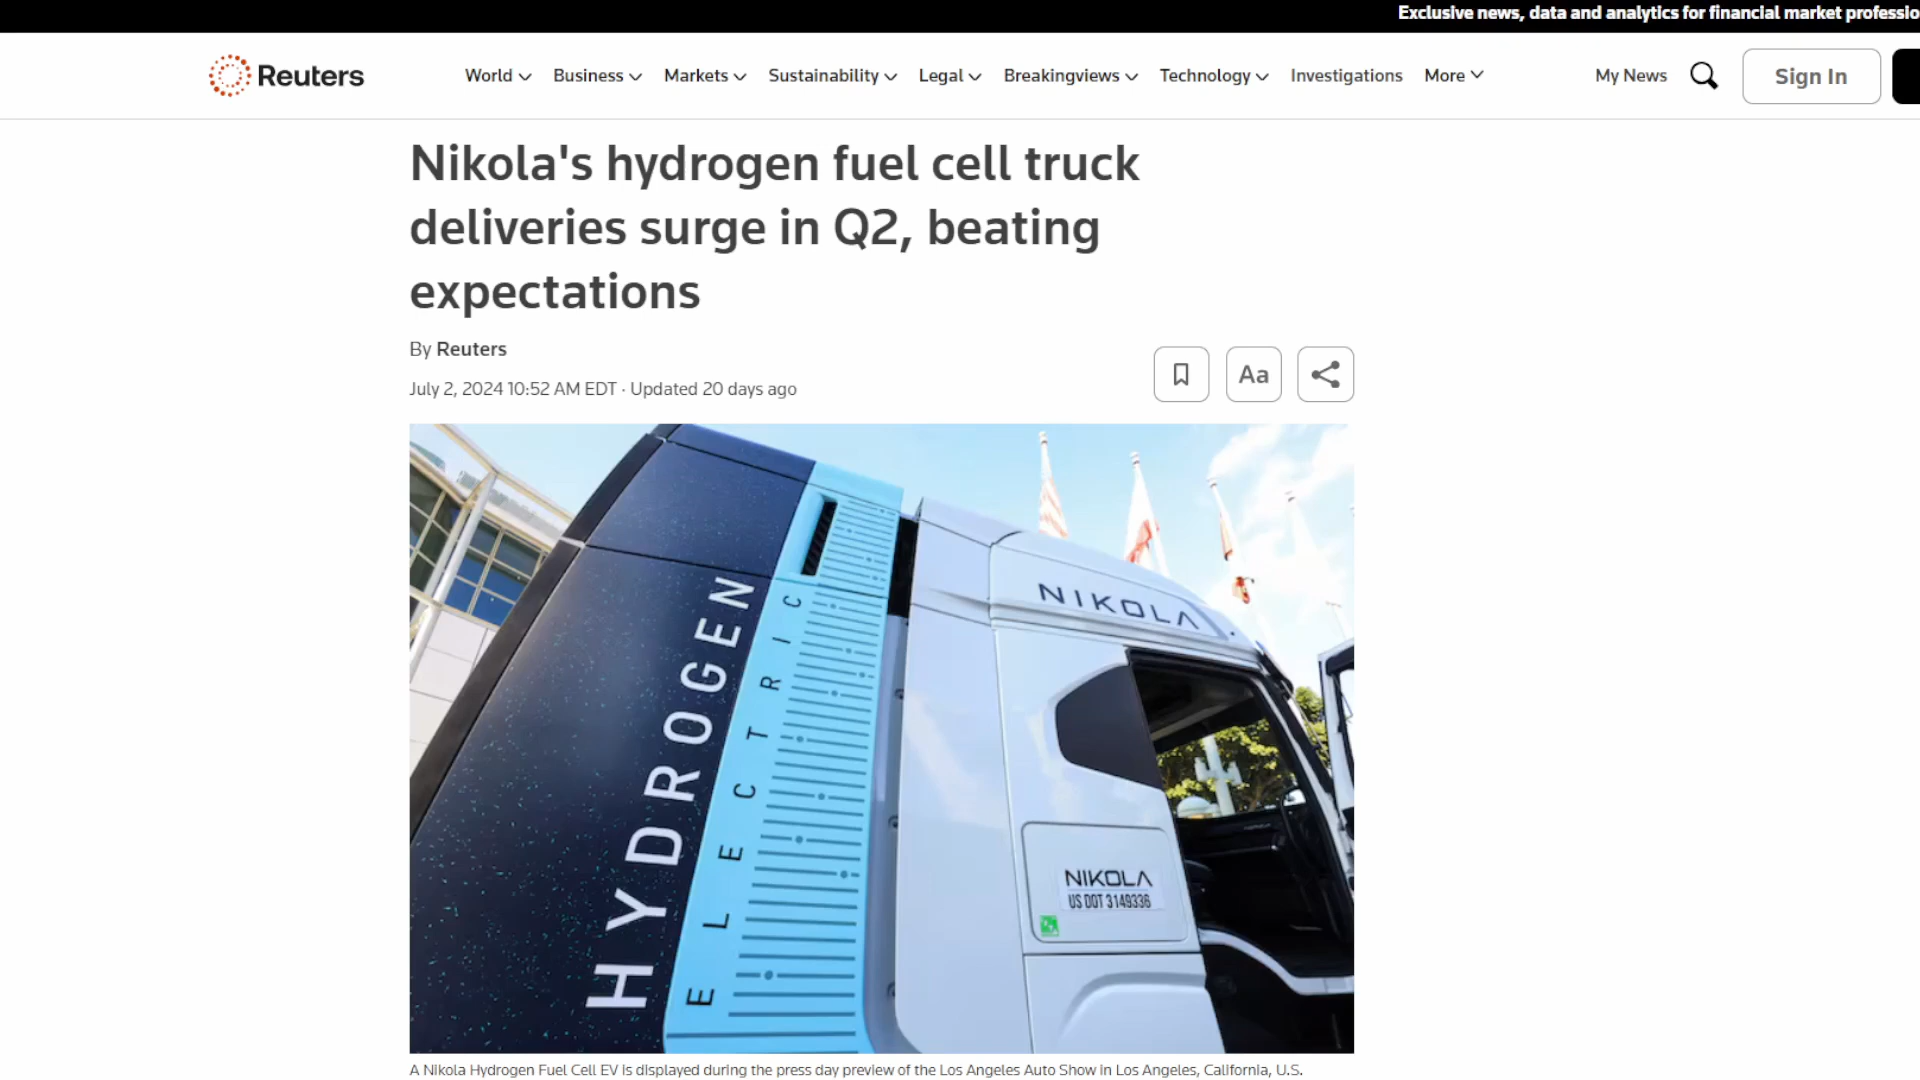 Exclusive news, data and analytics for financial market professio
Reuters
World Business Markets Sustainability Legal Breakingviews Technology Investigations More My News Sign In
Nikola's hydrogen fuel cell truck
deliveries surge in Q2, beating
expectations
By Reuters
July 2, 2024 10:52 AM EDT · Updated 20 days ago
Aa
HYDROGEN
ELECTRIC
NIKOLA
NIKOLA
US DOT 3149336
A Nikola Hydrogen Fuel Cell EV is displayed during the press day preview of the Los Angeles Auto Show in Los Angeles, California, U.S.